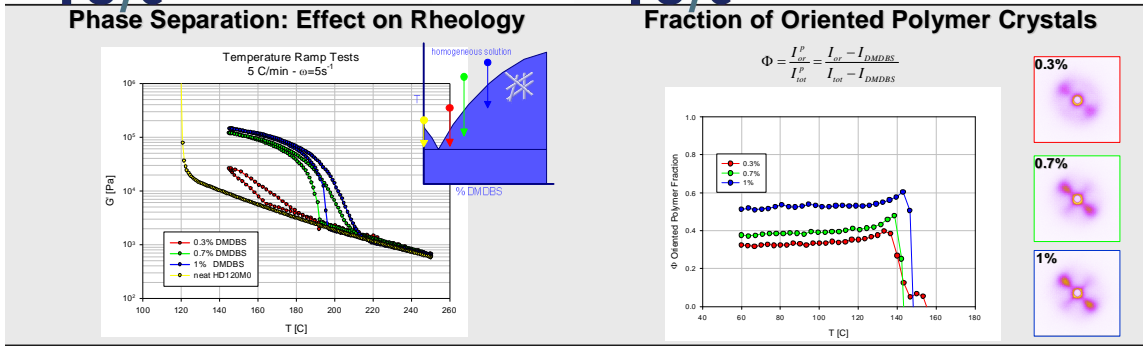 Phase Separation: Effect on Rheology
Temperature Ramp Tests
5 C/min - ω=5s⁻¹
homogeneous solution
T
% DMDBS
G' [Pa]
10⁶
10⁵
10⁴
10³
10²
0.3% DMDBS
0.7% DMDBS
1% DMDBS
neat HD120M0
100 120 140 160 180 200 220 240 260
T [C]
Fraction of Oriented Polymer Crystals
Φ = I^p_or / I^p_tot = (I_or − I_DMDBS) / (I_tot − I_DMDBS)
Φ Oriented Polymer Fraction
1.0
0.8
0.6
0.4
0.2
0.0
0.3%
0.7%
1%
40 60 80 100 120 140 160 180
T [C]
0.3%
0.7%
1%